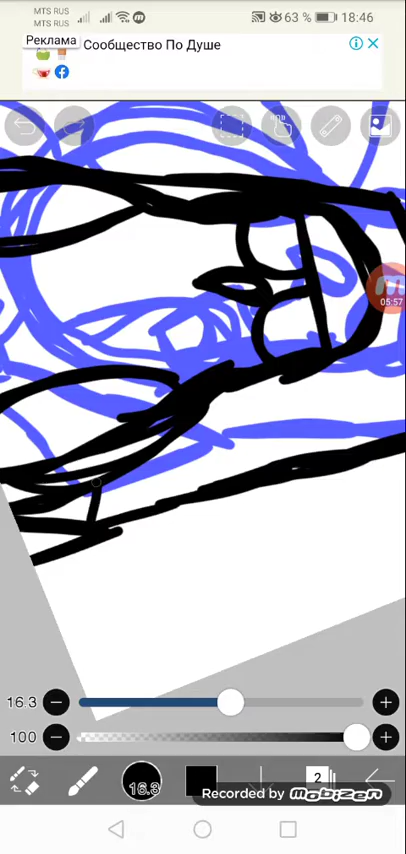 MTS RUS
MTS RUS
63 % 18:46
Реклама
Сообщество По Душе
05:57
16.3
100
16.3
2
Recorded by mobizen